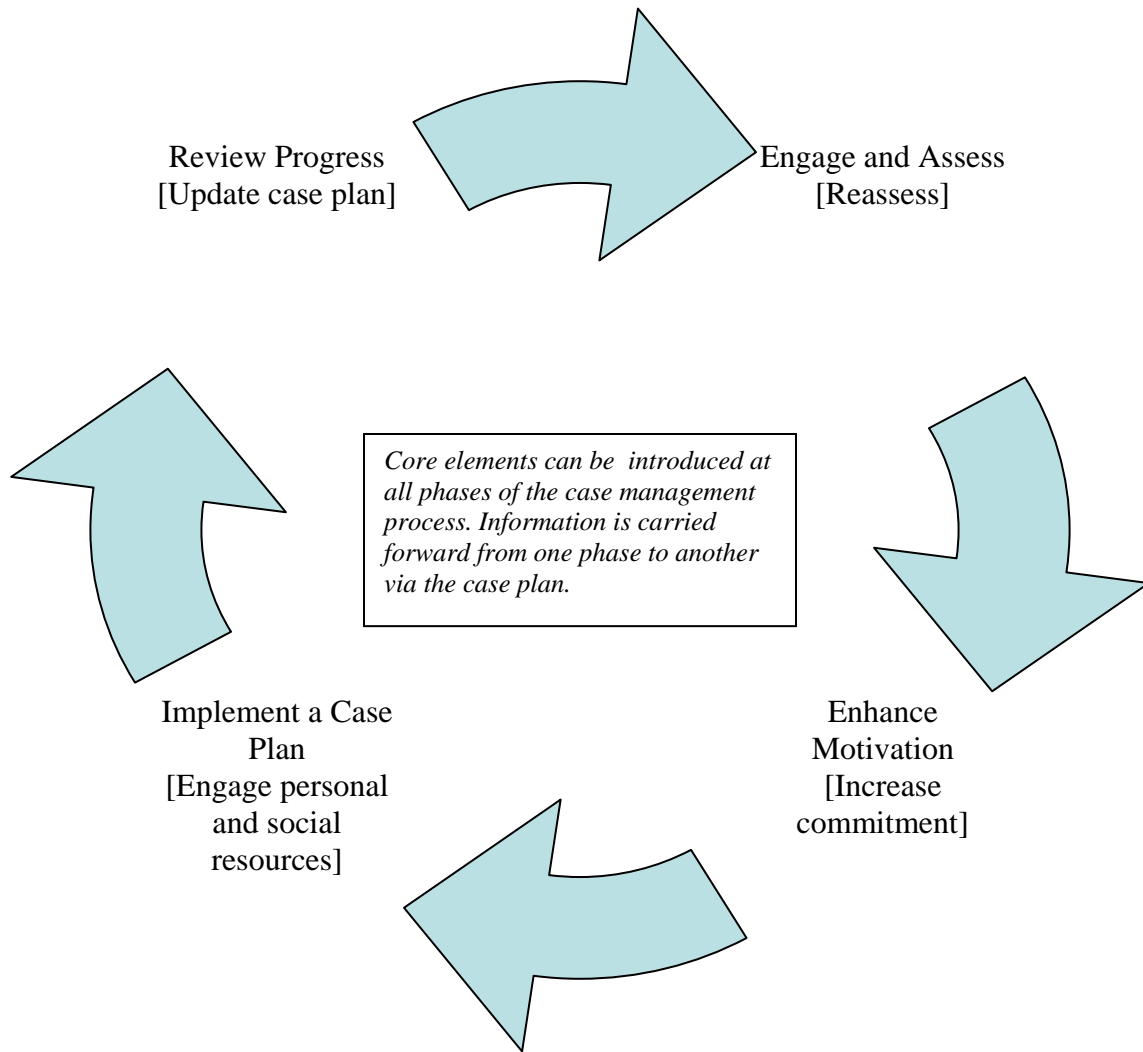 Review Progress
[Update case plan]
Engage and Assess
[Reassess]
Core elements can be  introduced at
all phases of the case management
process. Information is carried
forward from one phase to another
via the case plan.
Implement a Case
Plan
[Engage personal
and social
resources]
Enhance
Motivation
[Increase
commitment]